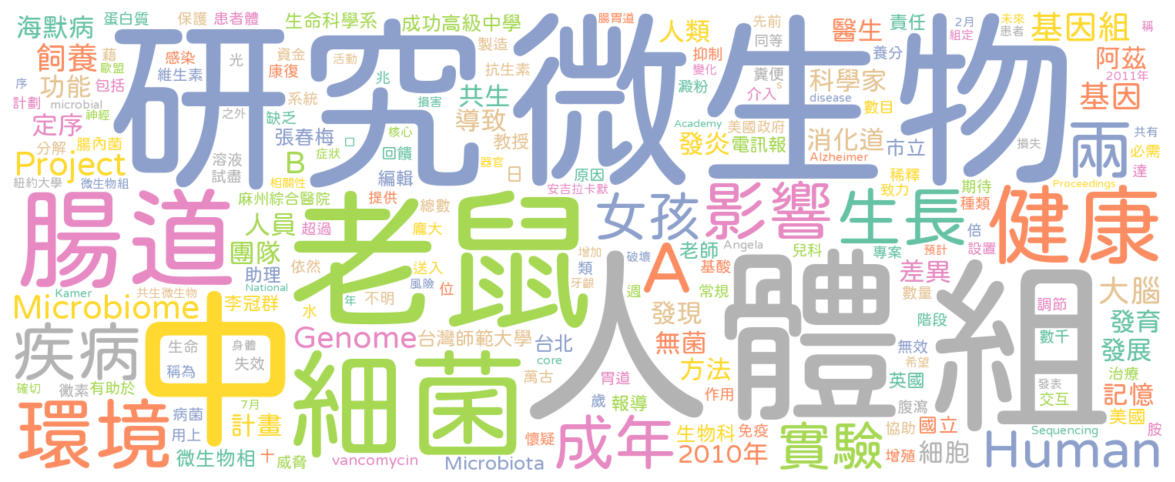 海默病 蛋白質 保護 患者體 生命科學系 成功高級中學 腸胃道 人類 先前 同等 醫生 責任 2月 組定 基因組 未來 患者 稱
飼養 藉 歐盟 感染 維生素 光 資金 康復 活動 製造 抗生素 抑制 變化 養分 阿茲
序 功能 包括 兆 系統 損害 共生 澱粉 糞便 介入 S 科學家 disease 數目 基因 2011年
計劃 microbial 神經 之外 缺乏 導致 Academy 美國政府
定序 張春梅 口 核心 教授 發炎 電訊報 消化道 市立 兩 共有
分解 腸內菌 溶液 試盡 B 症狀 回饋 器官 Alzheimer 損失 必需
Project 日 原因 稀釋 達
紐約大學 微生物組 相關性 編輯 安吉拉卡默 致力 Proceedings
研究 微生物
麻州綜合醫院 提供 期待 種類
腸道 人員 超過 總數 老鼠 女孩 影響 生長 倍 健康
團隊 龐大 增加 破壞 老師 Angela 兒科 專案 預計 設置
助理 依然 送入 類 牙齦 基酸 A 差異
Kamer 共生微生物 National 風險 週 常規 大腦
Microbiome 李冠群 年 不明 位 數量 調節
水 發現 階段 發育
疾病 中 Genome 台灣師範大學 台北 無菌 人體組 數千
生命 身體 core 無效 發展
稱為 失效 細菌 萬古 胃道 方法 希望
確切 黴素 有助於 歲 作用 英國 發表 治療
環境 7月 報導 腹瀉 交互 記憶
病菌 計畫 成年 生物科 免疫 實驗 協助 國立 美國
用上 懷疑 Sequencing 胺
微生物相 十 威脅 vancomycin Microbiota 2010年 增殖 細胞 Human